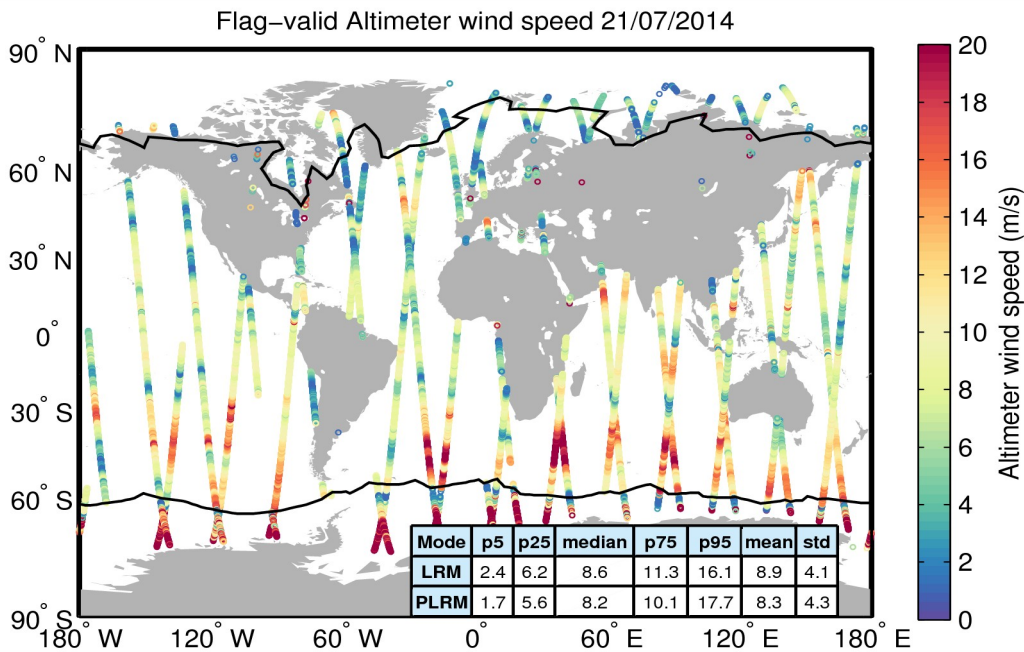 Flag−valid Altimeter wind speed 21/07/2014
90° N
60° N
30° N
0°
30° S
60° S
90° S
180° W
120° W
60° W
0°
60° E
120° E
180° E
20
18
16
14
12
10
8
6
4
2
0
Altimeter wind speed (m/s)
Mode p5 p25 median p75 p95 mean std
LRM 2.4 6.2 8.6 11.3 16.1 8.9 4.1
PLRM 1.7 5.6 8.2 10.1 17.7 8.3 4.3